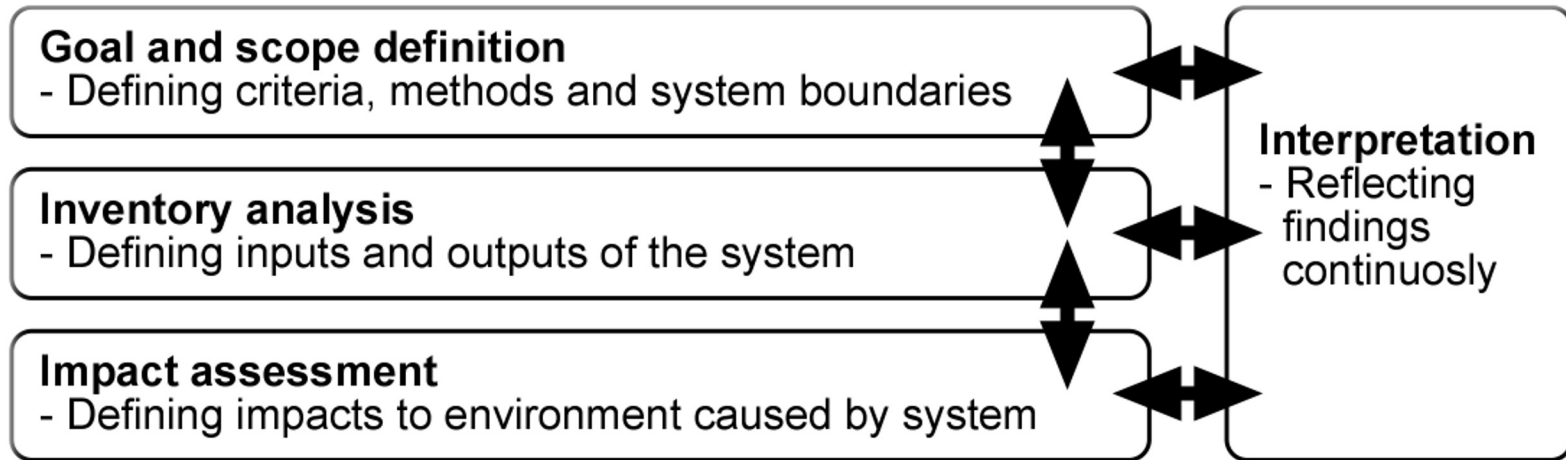 Goal and scope definition
- Defining criteria, methods and system boundaries
Inventory analysis
- Defining inputs and outputs of the system
Impact assessment
- Defining impacts to environment caused by system
Interpretation
- Reflecting
findings
continuosly